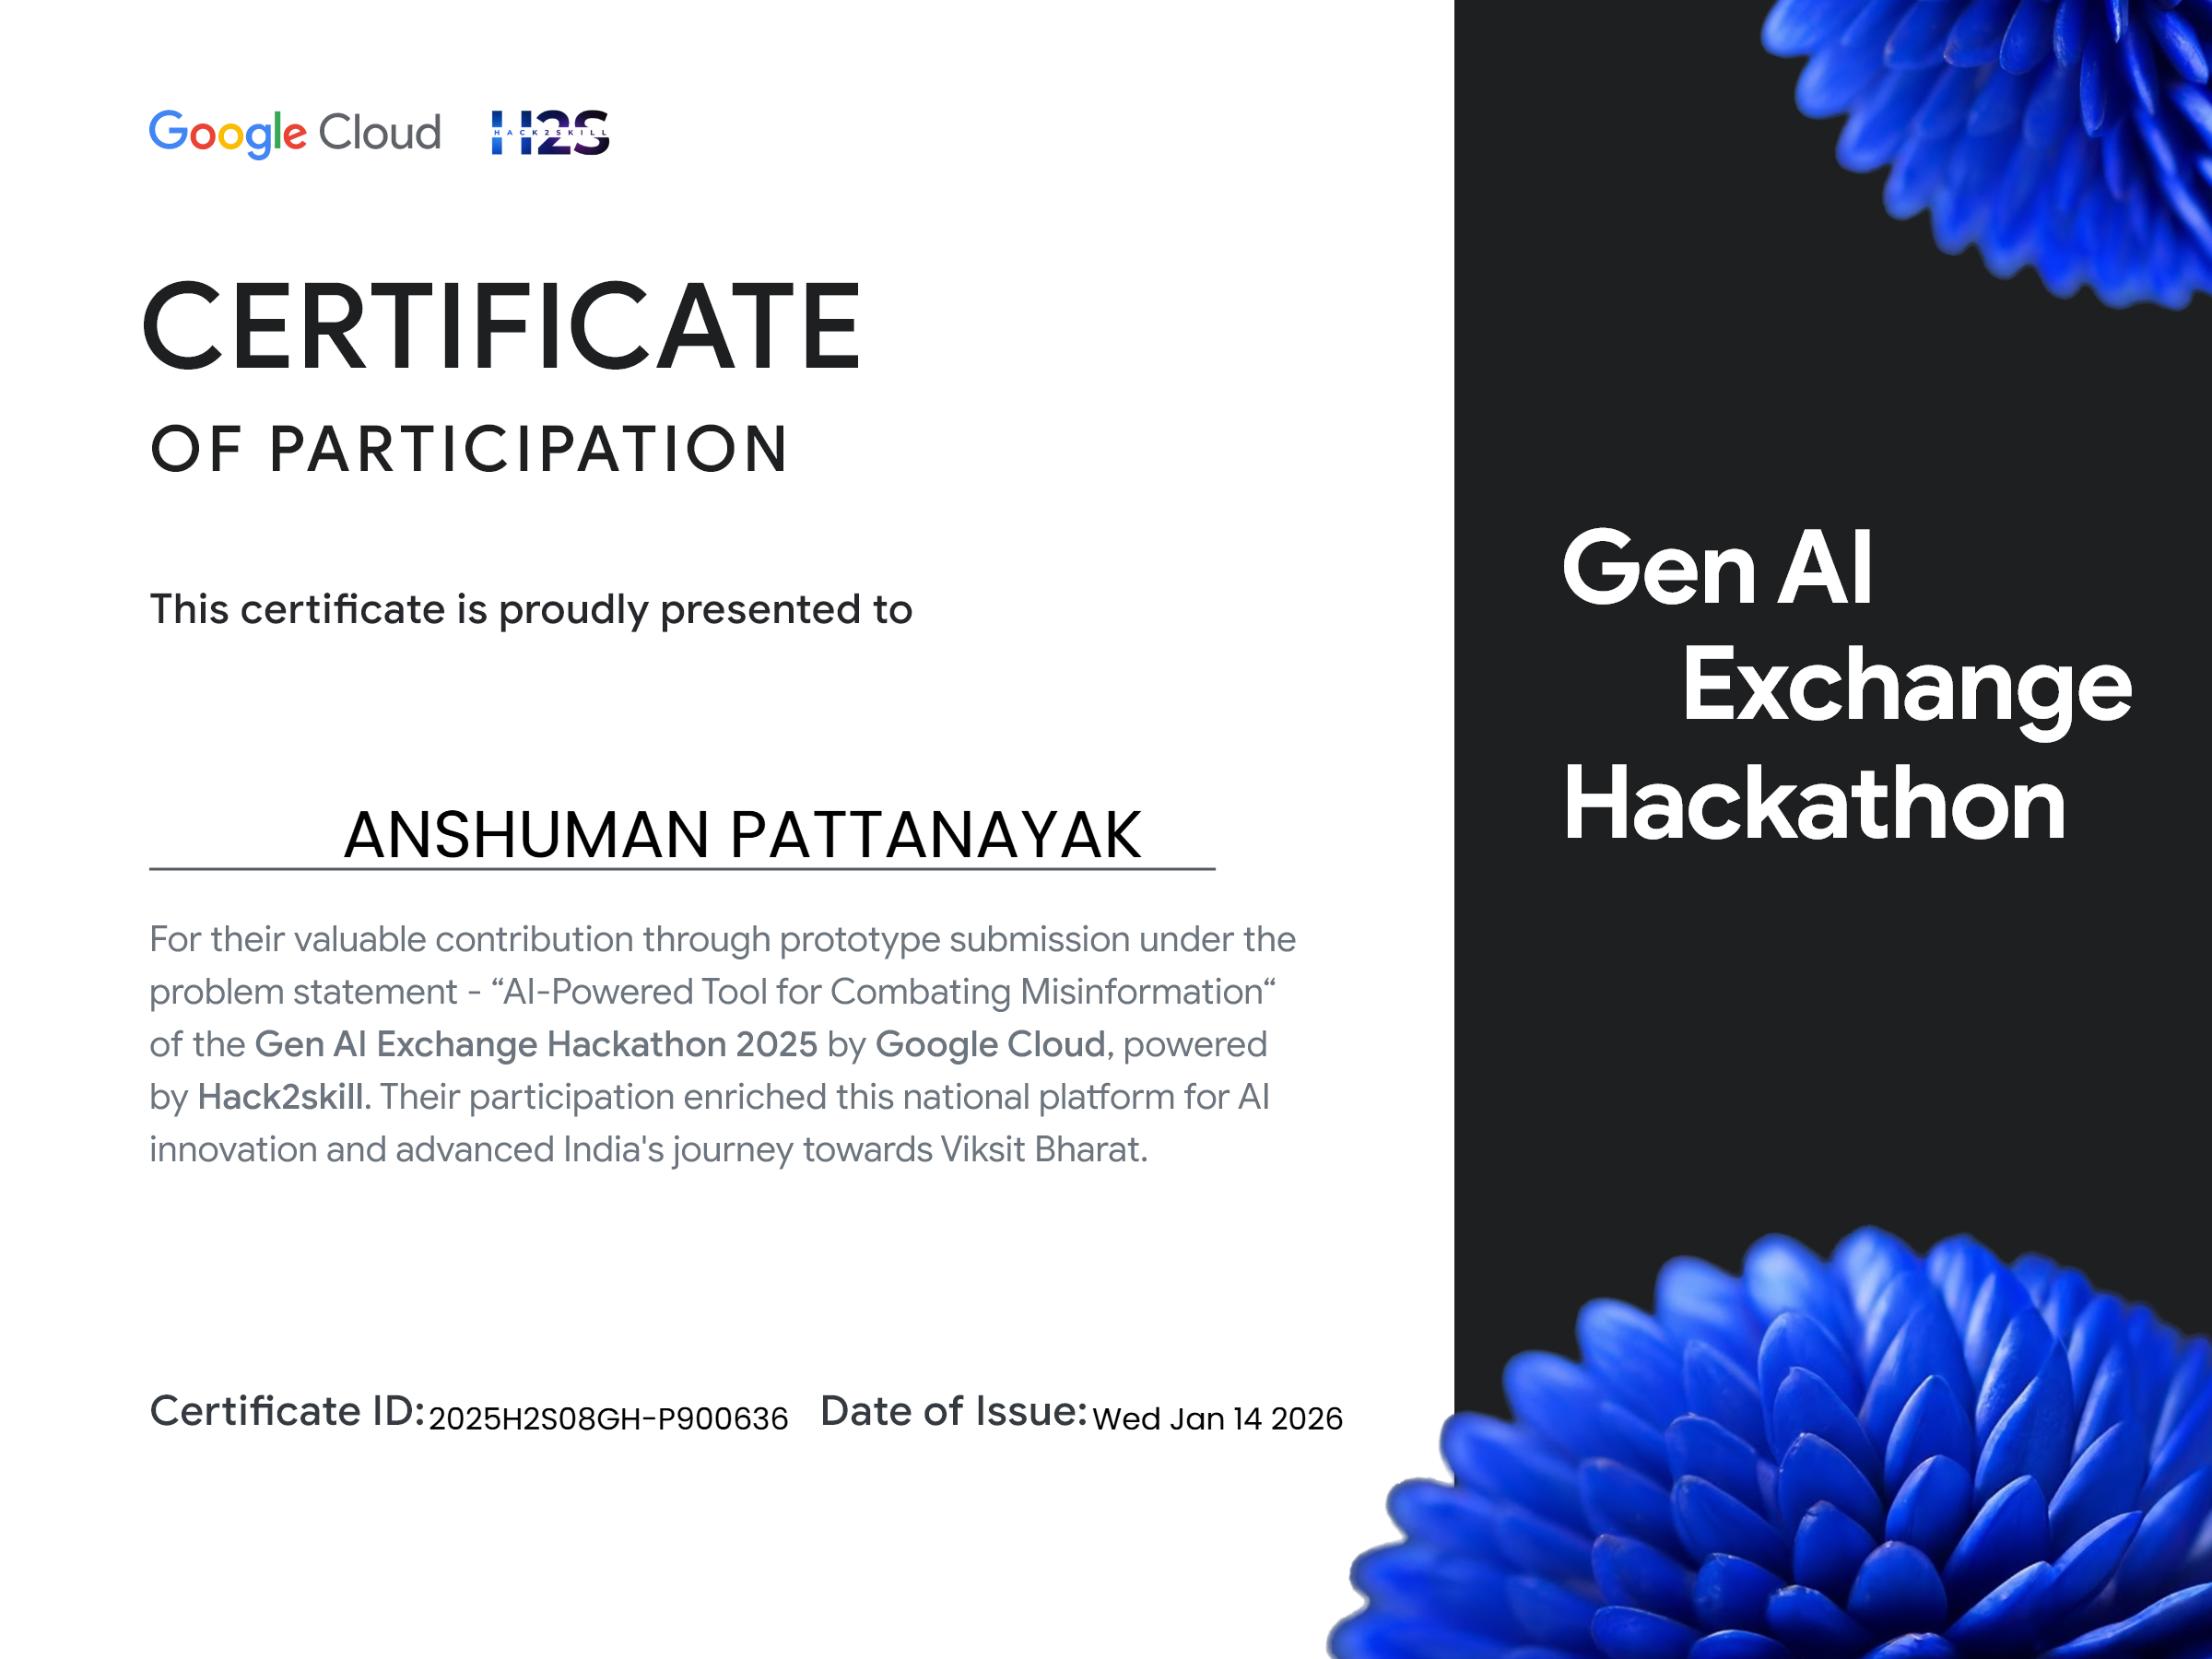 Google Cloud
H2S
HACK2SKILL
CERTIFICATE
OF PARTICIPATION
This certificate is proudly presented to
ANSHUMAN PATTANAYAK
For their valuable contribution through prototype submission under the
problem statement - “AI-Powered Tool for Combating Misinformation“
of the Gen AI Exchange Hackathon 2025 by Google Cloud, powered
by Hack2skill. Their participation enriched this national platform for AI
innovation and advanced India's journey towards Viksit Bharat.
Certificate ID: 2025H2S08GH-P900636 Date of Issue: Wed Jan 14 2026
Gen AI
Exchange
Hackathon